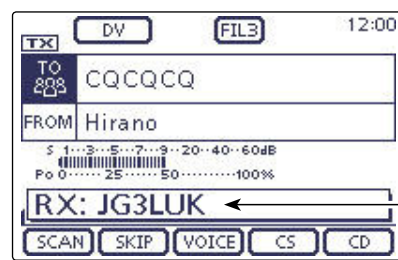 DV FIL3 12:00
TX
TO CQCQCQ
FROM Hirano
S 1···3···5···7···9··20··40··60dB
Po 0······25······50··········100%
RX: JG3LUK
SCAN SKIP VOICE CS CD